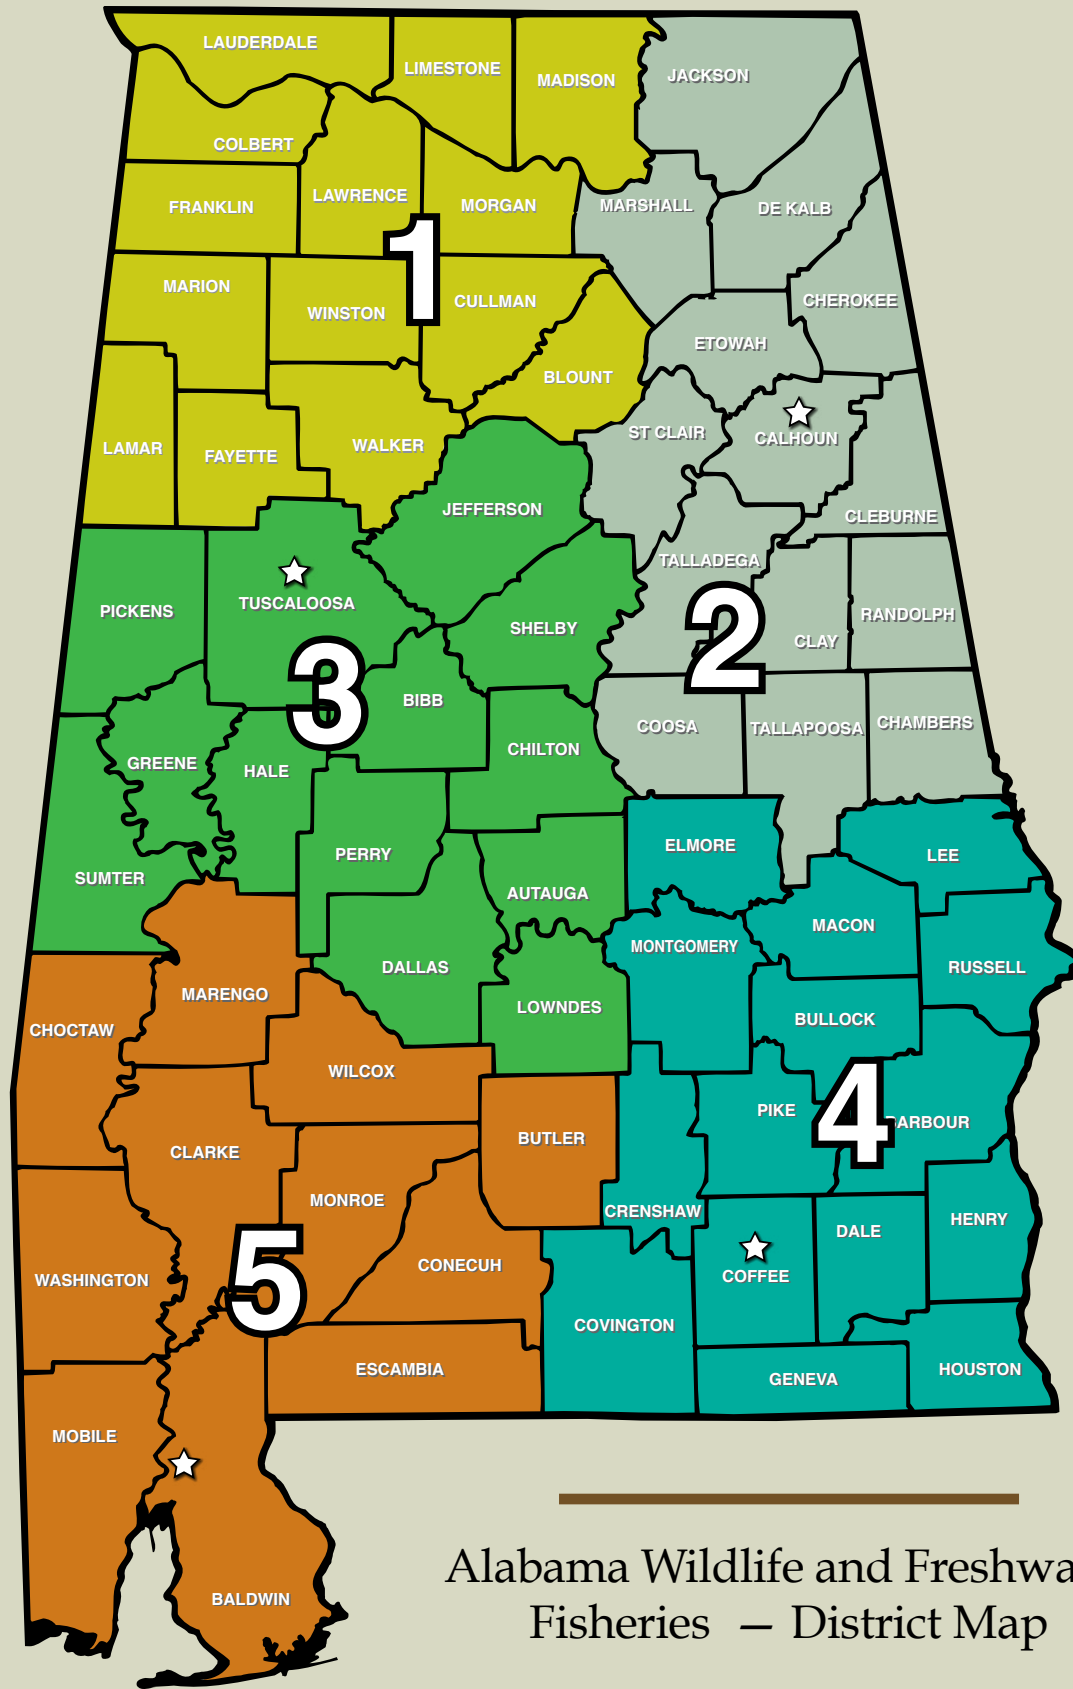 LAUDERDALE
LIMESTONE
MADISON
JACKSON
COLBERT
LAWRENCE
FRANKLIN
MORGAN
MARSHALL
DE KALB
1
MARION
WINSTON
CULLMAN
CHEROKEE
ETOWAH
BLOUNT
LAMAR
FAYETTE
WALKER
ST CLAIR
CALHOUN
JEFFERSON
CLEBURNE
TALLADEGA
PICKENS
TUSCALOOSA
SHELBY
2
CLAY
RANDOLPH
3
BIBB
COOSA
TALLAPOOSA
CHAMBERS
GREENE
HALE
CHILTON
PERRY
ELMORE
LEE
SUMTER
AUTAUGA
MACON
MONTGOMERY
RUSSELL
DALLAS
MARENGO
LOWNDES
BULLOCK
CHOCTAW
WILCOX
PIKE
4
ARBOUR
BUTLER
CLARKE
MONROE
CRENSHAW
HENRY
DALE
5
WASHINGTON
CONECUH
COFFEE
COVINGTON
ESCAMBIA
GENEVA
HOUSTON
MOBILE
BALDWIN
Alabama Wildlife and Freshwa
Fisheries — District Map